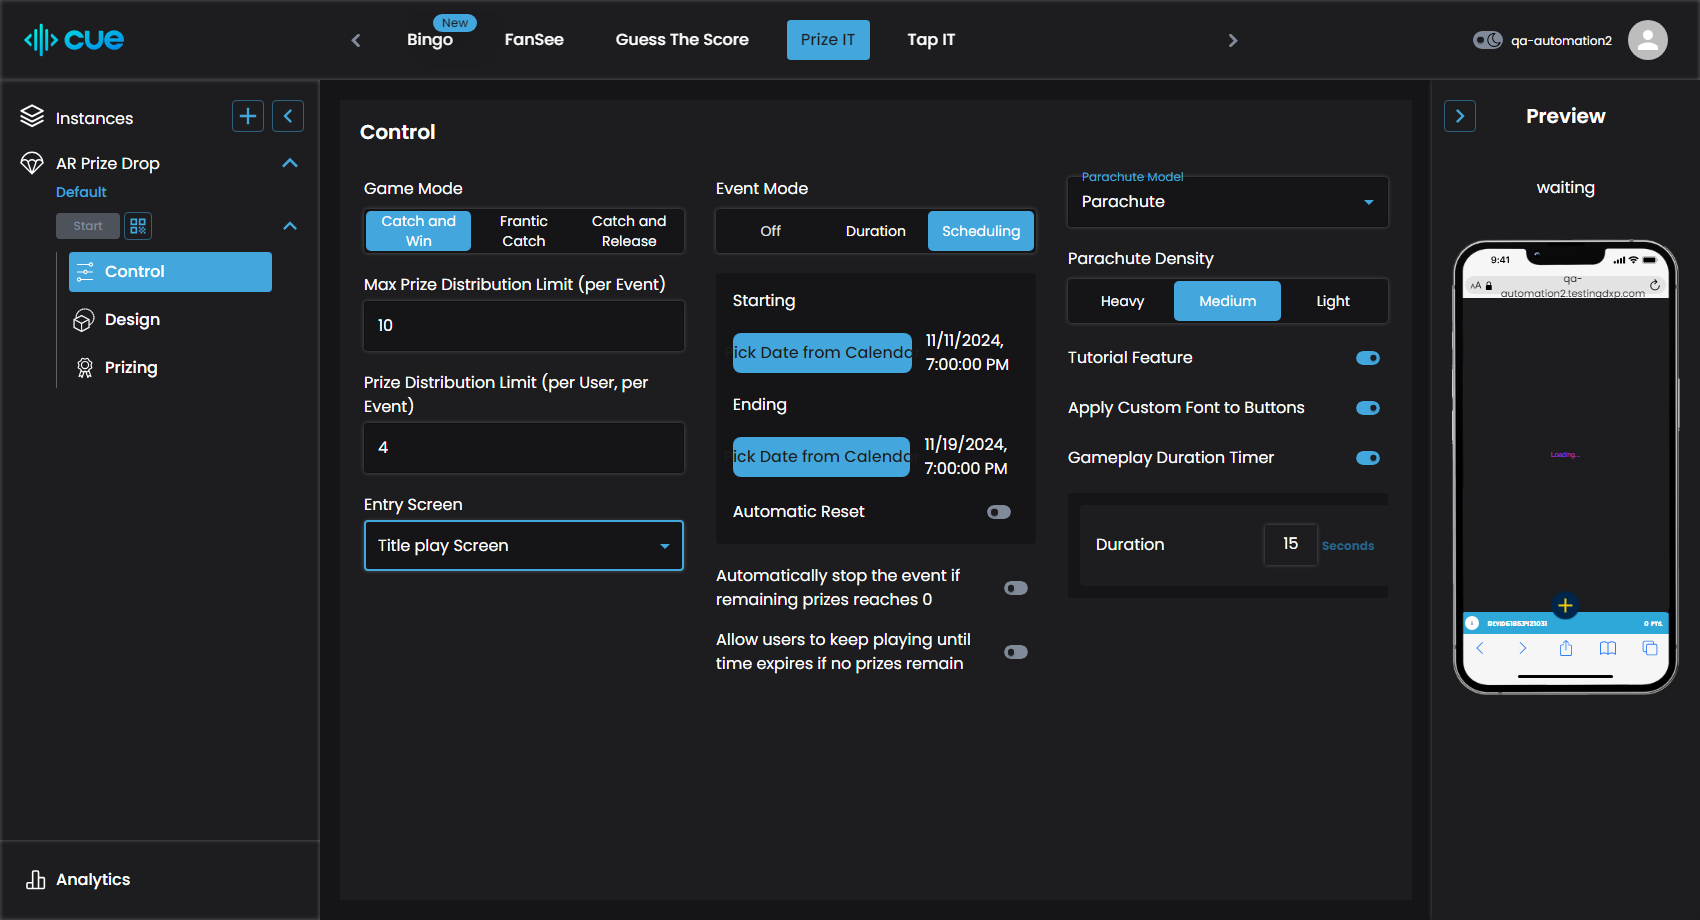 cue
New
Bingo
FanSee
Guess The Score
Prize IT
Tap IT
qa-automation2
Instances
AR Prize Drop
Default
Start
Control
Design
Prizing
Analytics
Control
Game Mode
Catch and
Win
Frantic
Catch
Catch and
Release
Max Prize Distribution Limit (per Event)
10
Prize Distribution Limit (per User, per
Event)
4
Entry Screen
Title play Screen
Event Mode
Off
Duration
Scheduling
Starting
ick Date from Calenda
11/11/2024,
7:00:00 PM
Ending
ick Date from Calenda
11/19/2024,
7:00:00 PM
Automatic Reset
Automatically stop the event if
remaining prizes reaches 0
Allow users to keep playing until
time expires if no prizes remain
Parachute Model
Parachute
Parachute Density
Heavy
Medium
Light
Tutorial Feature
Apply Custom Font to Buttons
Gameplay Duration Timer
Duration
15
Seconds
Preview
waiting
9:41
AA
qa-
automation2.testingdxp.com
Loading...
0 PTS.